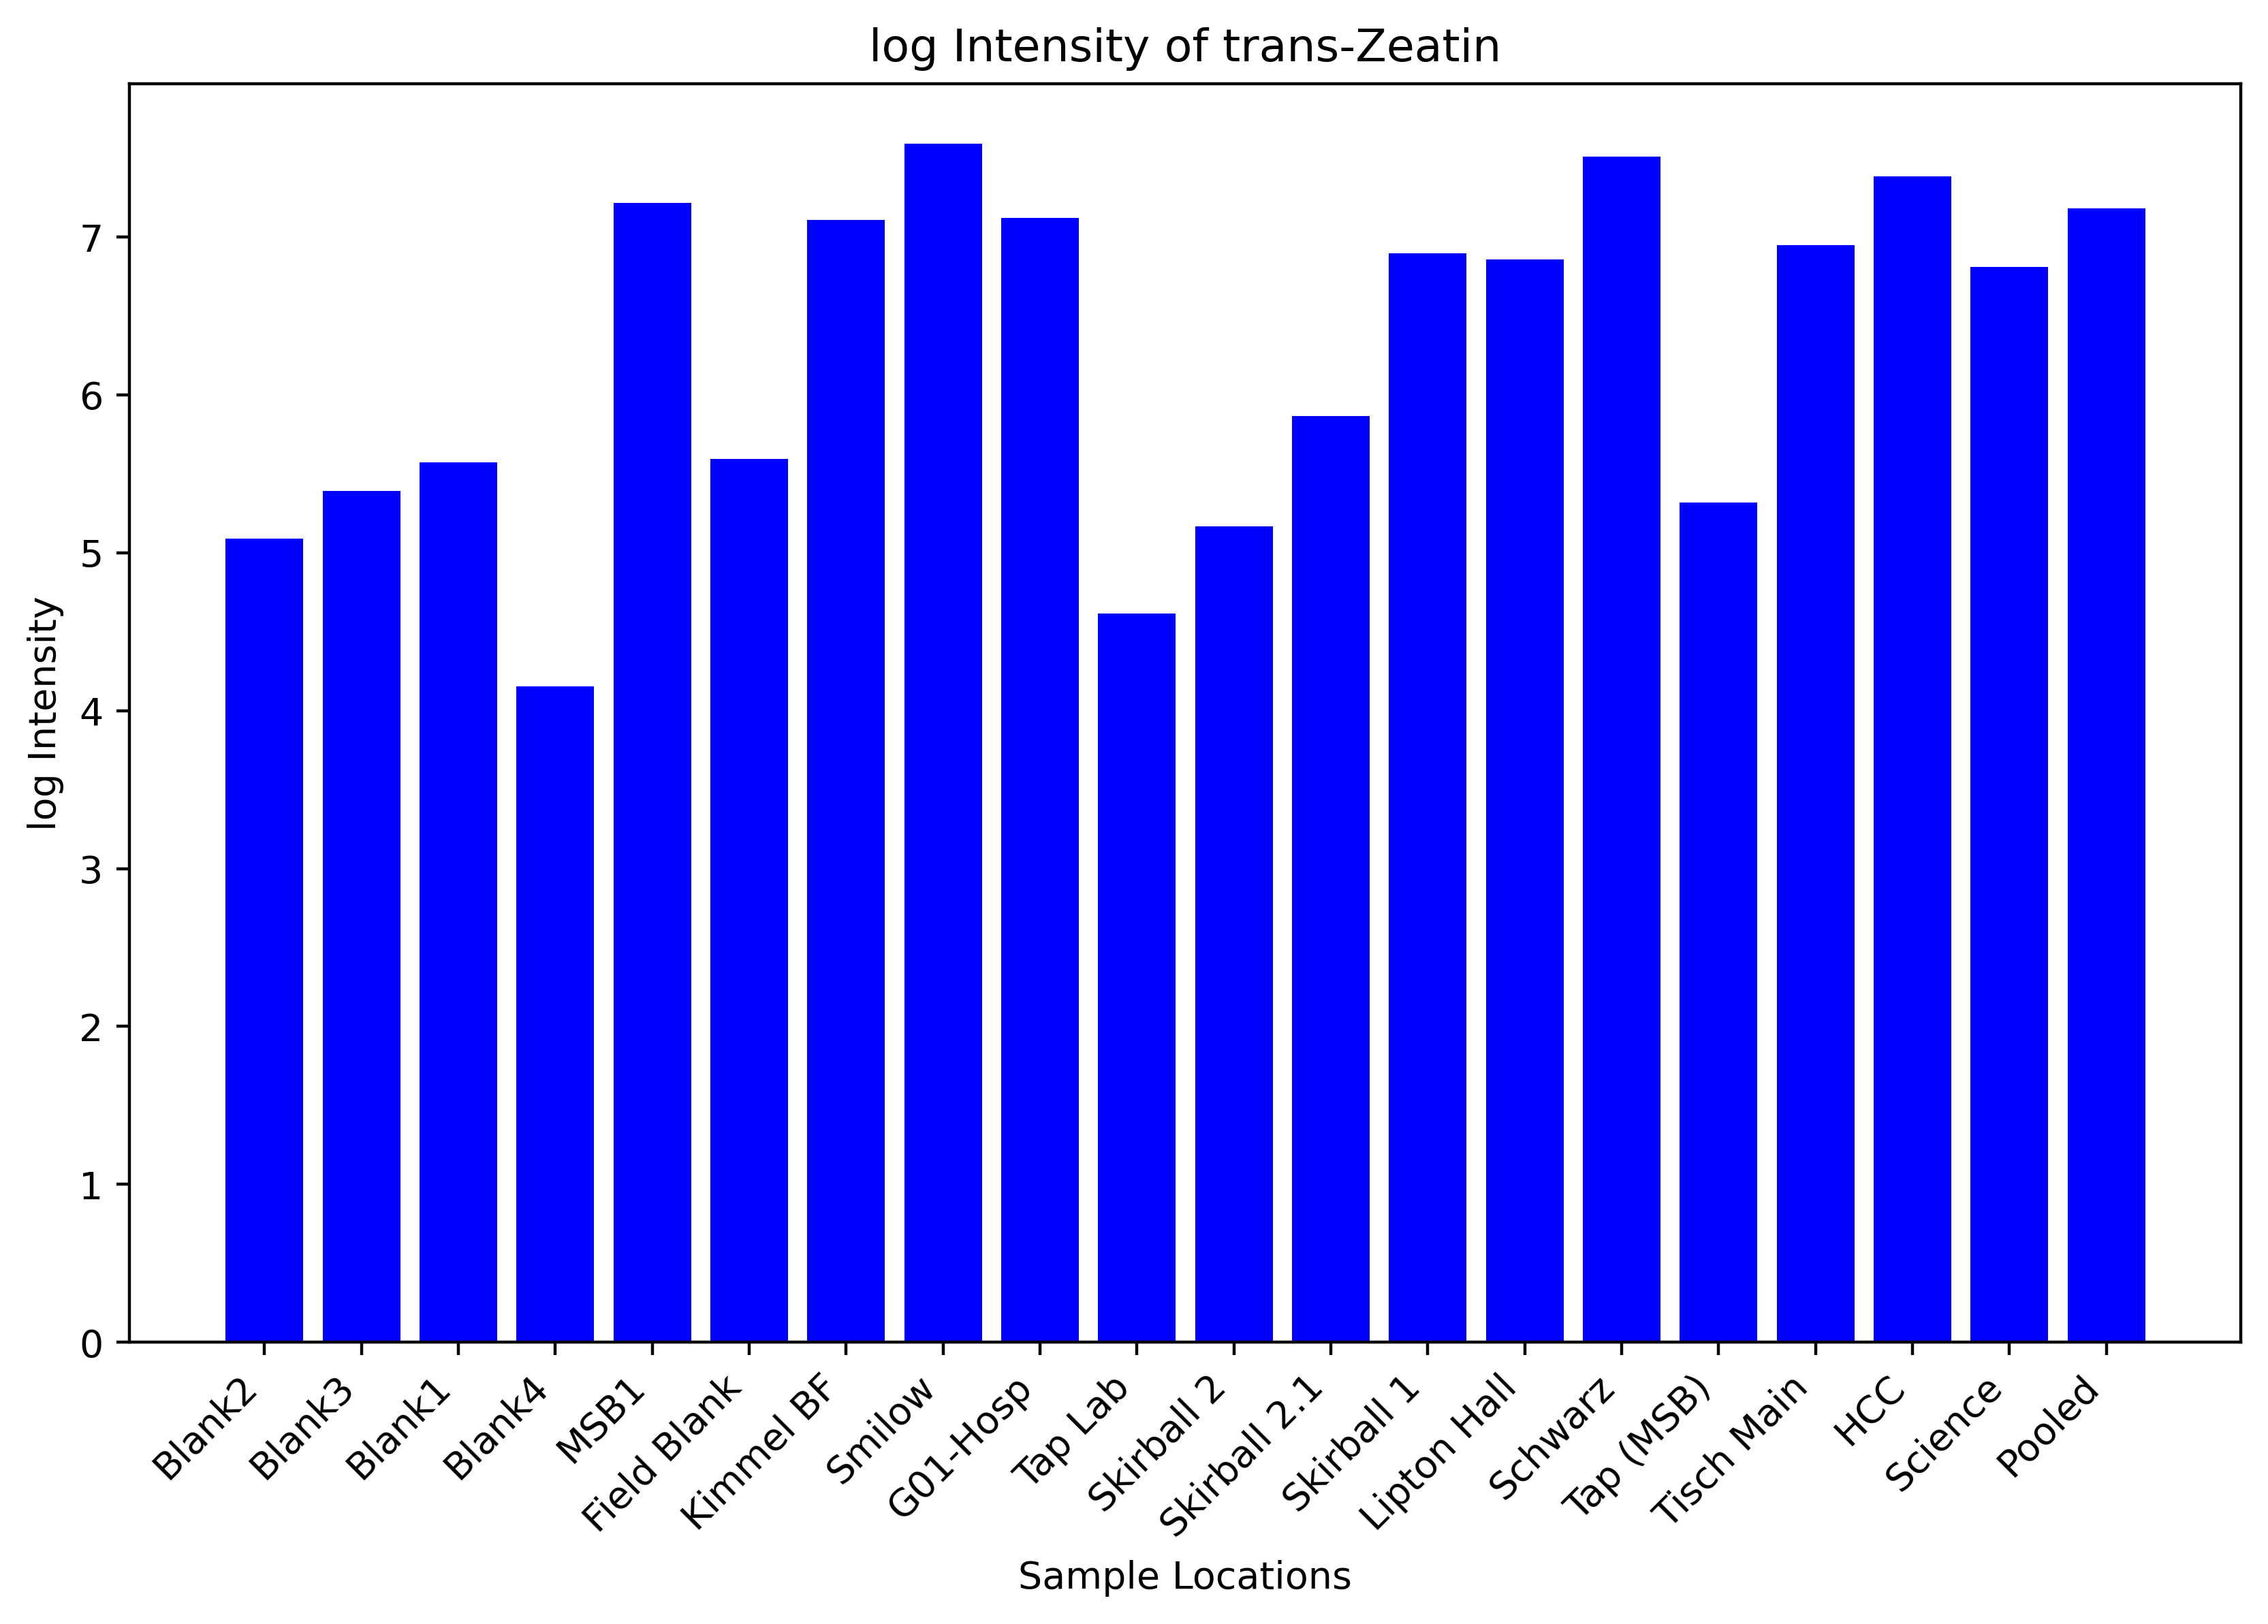 log Intensity of trans-Zeatin
log Intensity
7
6
5
4
3
2
1
0
Blank2
Blank3
Blank1
Blank4
MSB1
Field Blank
Kimmel BF
Smilow
G01-Hosp
Tap Lab
Skirball 2
Skirball 2.1
Skirball 1
Lipton Hall
Schwarz
Tap (MSB)
Tisch Main
HCC
Science
Pooled
Sample Locations